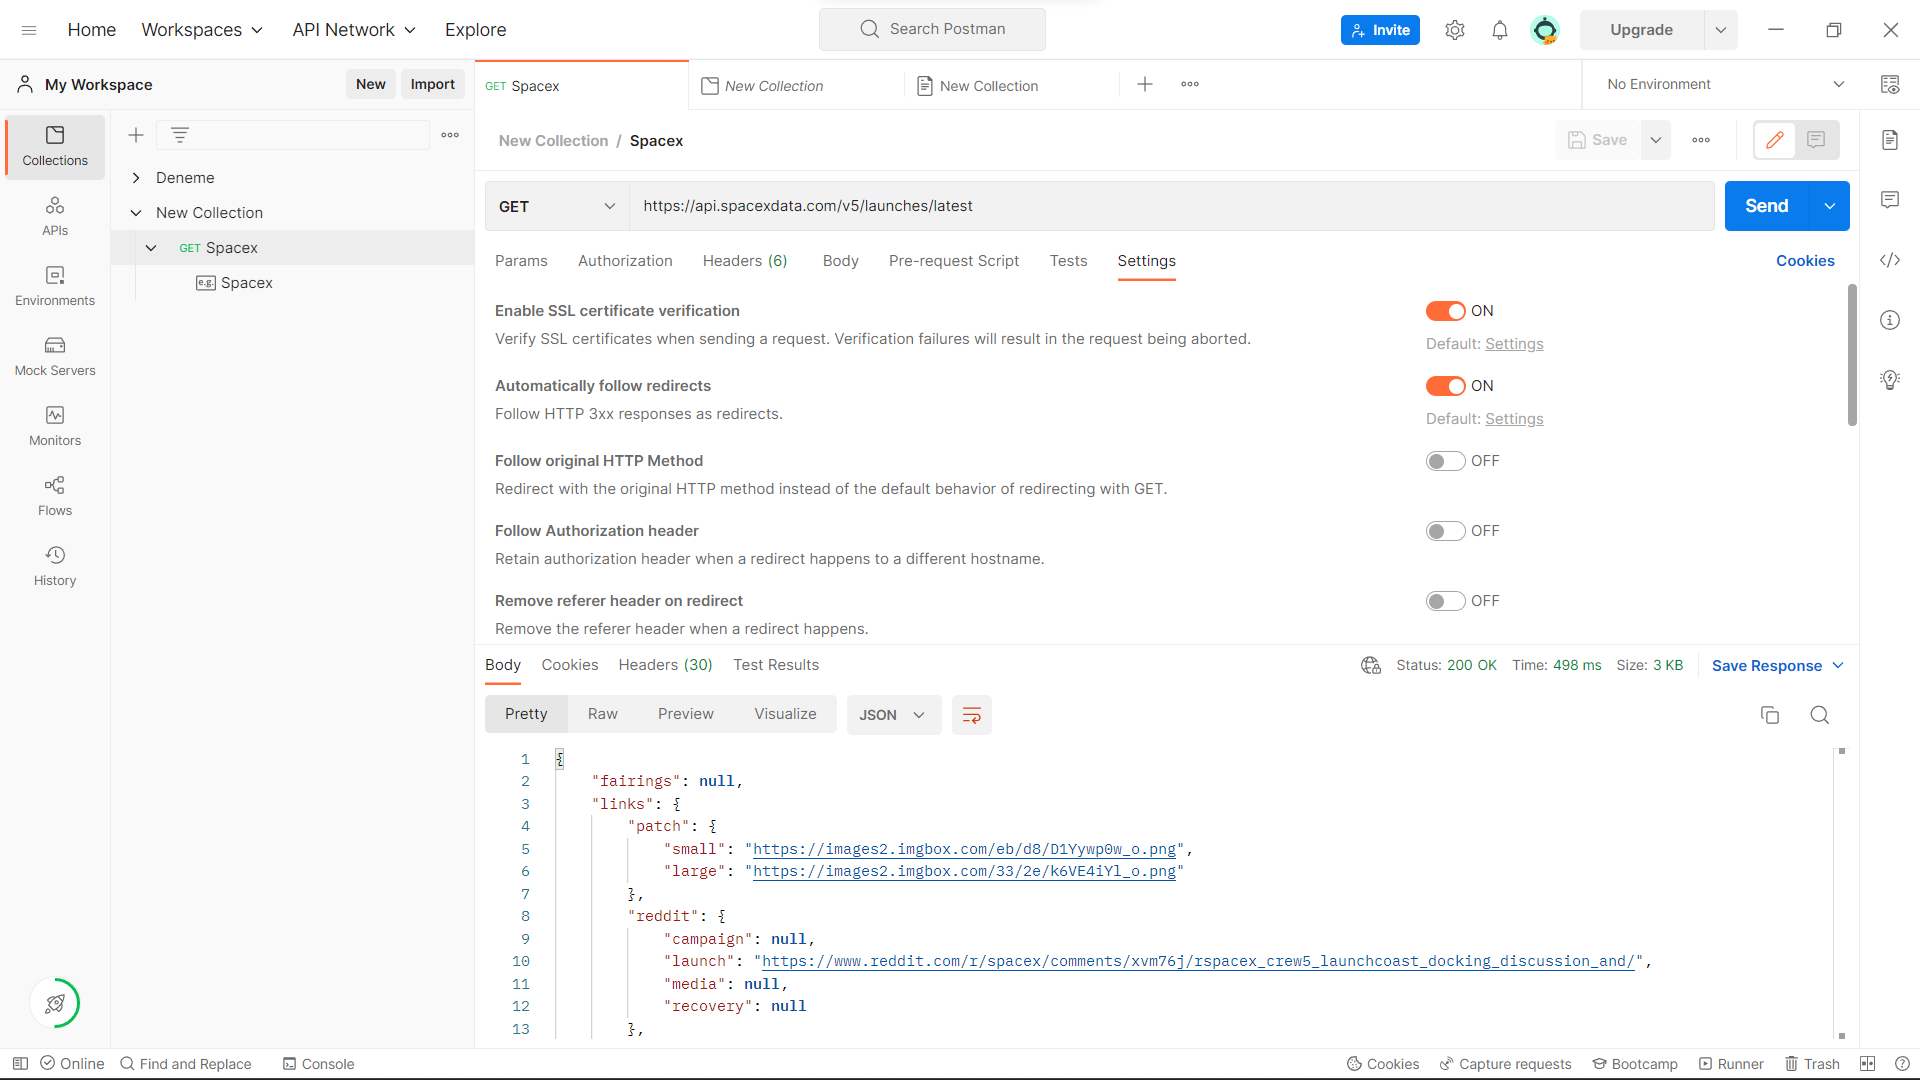 Home Workspaces API Network Explore Search Postman Invite Upgrade
My Workspace New Import
GET Spacex New Collection New Collection No Environment
Collections
APIs
Environments
Mock Servers
Monitors
Flows
History
Deneme
New Collection
GET Spacex
e.g. Spacex
New Collection / Spacex Save
GET https://api.spacexdata.com/v5/launches/latest Send
Params Authorization Headers (6) Body Pre-request Script Tests Settings Cookies
Enable SSL certificate verification ON
Verify SSL certificates when sending a request. Verification failures will result in the request being aborted. Default: Settings
Automatically follow redirects ON
Follow HTTP 3xx responses as redirects. Default: Settings
Follow original HTTP Method OFF
Redirect with the original HTTP method instead of the default behavior of redirecting with GET.
Follow Authorization header OFF
Retain authorization header when a redirect happens to a different hostname.
Remove referer header on redirect OFF
Remove the referer header when a redirect happens.
Body Cookies Headers (30) Test Results Status: 200 OK Time: 498 ms Size: 3 KB Save Response
Pretty Raw Preview Visualize JSON
1 {
2 "fairings": null,
3 "links": {
4 "patch": {
5 "small": "https://images2.imgbox.com/eb/d8/D1Yywp0w_o.png",
6 "large": "https://images2.imgbox.com/33/2e/k6VE4iYl_o.png"
7 },
8 "reddit": {
9 "campaign": null,
10 "launch": "https://www.reddit.com/r/spacex/comments/xvm76j/rspacex_crew5_launchcoast_docking_discussion_and/",
11 "media": null,
12 "recovery": null
13 },
Online Find and Replace Console Cookies Capture requests Bootcamp Runner Trash